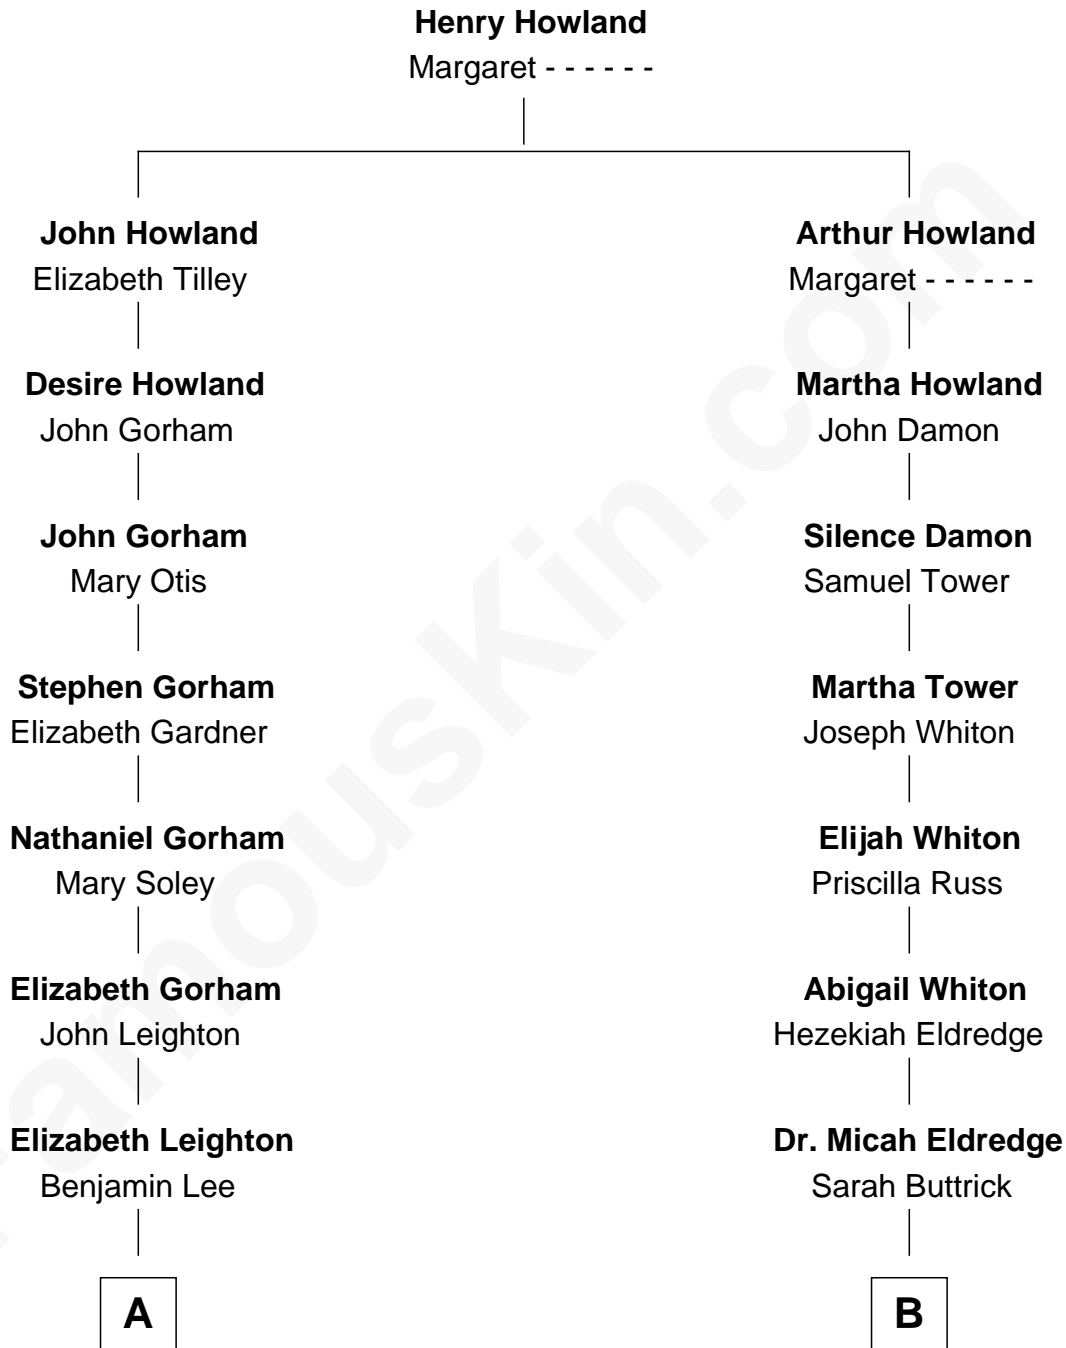 Henry Howland
Margaret - - - - - -
John Howland
Elizabeth Tilley
Arthur Howland
Margaret - - - - - -
Desire Howland
John Gorham
Martha Howland
John Damon
John Gorham
Mary Otis
Silence Damon
Samuel Tower
Stephen Gorham
Elizabeth Gardner
Martha Tower
Joseph Whiton
Nathaniel Gorham
Mary Soley
Elijah Whiton
Priscilla Russ
Elizabeth Gorham
John Leighton
Abigail Whiton
Hezekiah Eldredge
Elizabeth Leighton
Benjamin Lee
Dr. Micah Eldredge
Sarah Buttrick
A
B
FamousKin.com